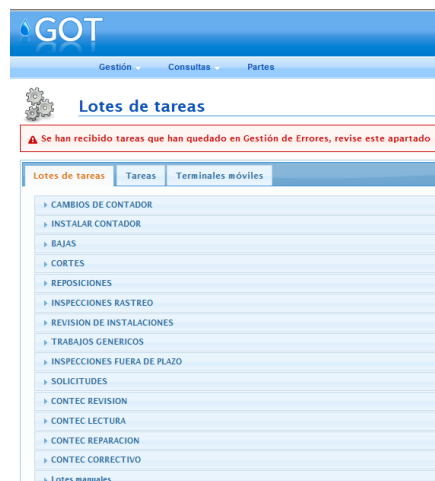 GOT
Gestión Consultas Partes
Lotes de tareas
Se han recibido tareas que han quedado en Gestión de Errores, revise este apartado
Lotes de tareas Tareas Terminales móviles
CAMBIOS DE CONTADOR
INSTALAR CONTADOR
BAJAS
CORTES
REPOSICIONES
INSPECCIONES RASTREO
REVISION DE INSTALACIONES
TRABAJOS GENERICOS
INSPECCIONES FUERA DE PLAZO
SOLICITUDES
CONTEC REVISION
CONTEC LECTURA
CONTEC REPARACION
CONTEC CORRECTIVO
Lotes manuales